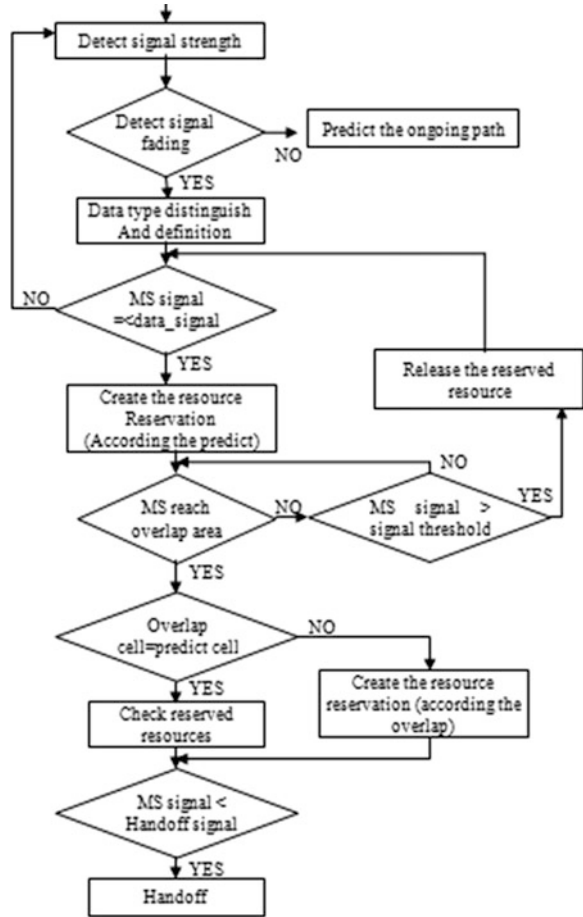 Detect signal strength
Detect signal
fading
NO
Predict the ongoing path
YES
Data type distinguish
And definition
NO
MS signal
=<data_signal
YES
Release the reserved
resource
Create the resource
Reservation
(According the predict)
NO
MS reach
overlap area
NO
MS signal >
signal threshold
YES
YES
Overlap
cell=predict cell
NO
YES
Create the resource
reservation (according the
overlap)
Check reserved
resources
MS signal <
Handoff signal
YES
Handoff